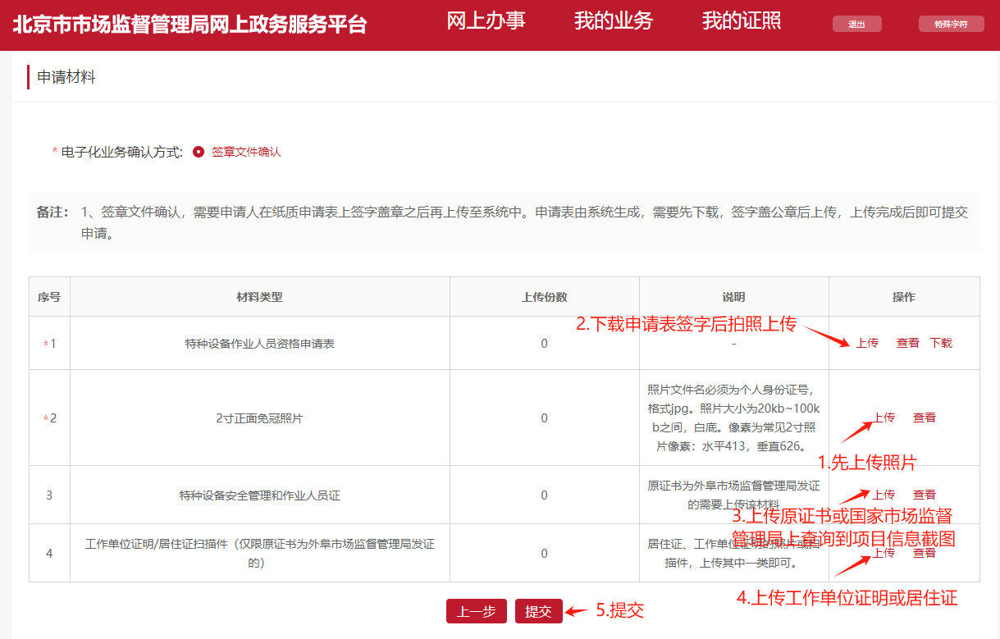 北京市市场监督管理局网上政务服务平台 网上办事 我的业务 我的证照 退出 特殊字符
申请材料
* 电子化业务确认方式: 签章文件确认
备注： 1、签章文件确认，需要申请人在纸质申请表上签字盖章之后再上传至系统中。申请表由系统生成，需要先下载，签字盖公章后上传，上传完成后即可提交
申请。
序号 材料类型 上传份数 说明 操作
2.下载申请表签字后拍照上传
*1 特种设备作业人员资格申请表 0 - 上传 查看 下载
照片文件名必须为个人身份证号，
格式jpg。照片大小为20kb~100k
*2 2寸正面免冠照片 0 上传 查看
b之间，白底。像素为常见2寸照
片像素：水平413，垂直626。
1.先上传照片
原证书为外阜市场监督管理局发证
3 特种设备安全管理和作业人员证 0 上传 查看
的需要上传该材料
3.上传原证书或国家市场监督
管理局上查询到项目信息截图
工作单位证明/居住证扫描件（仅限原证书为外阜市场监督管理局发证 居住证、工作单位证明的照片或扫
4 0 上传 查看
的） 描件，上传其中一类即可。
4.上传工作单位证明或居住证
上一步 提交 5.提交